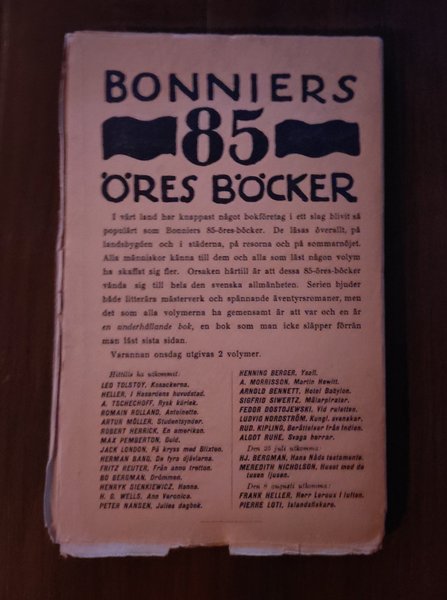 BONNIERS
85
ÖRES BÖCKER
I vårt land har knappast något bokföretag i ett slag blivit så
populärt som Bonniers 85-öres-böcker. De läsas överallt, på
landsbygden och i städerna, på resorna och på sommarnöjet.
Alla människor känna till dem och alla som läst någon volym
ha skaffat sig fler. Orsaken härtill är att dessa 85-öres-böcker
vända sig till hela den svenska allmänheten. Serien bjuder
både litterära mästerverk och spännande äventyrsromaner, men
det som alla volymerna ha gemensamt är att var och en är
en underhållande bok, en bok som man icke släpper förrän
man läst sista sidan.
Varannan onsdag utgivas 2 volymer.
Hittills ha utkommit:
LEO TOLSTOY, Kosackerna.
HELLER, I Hasardens huvudstad.
A. TSCHECHOFF, Rysk kärlek.
ROMAIN ROLLAND, Antoinette.
ARTUR MÖLLER, Studentsynder.
ROBERT HERRICK, En amerikan.
MAX PEMBERTON, Guld.
JACK LONDON, På kryss med Blixten.
HERMAN BANG, De fyra djävlarna.
FRITZ REUTER, Från anno tretton.
BO BERGMAN, Drömmen.
HENRYK SIENKIEWICZ, Hanna.
H. G. WELLS, Ann Veronica.
PETER NANSEN, Julies dagbok.
HENNING BERGER, Ysaïl.
A. MORRISSON, Martin Hewitt.
ARNOLD BENNETT, Hotel Babylon.
SIGFRID SIWERTZ, Mälarpirater.
FEDOR DOSTOJEWSKI, Vid rouletten.
LUDVIG NORDSTRÖM, Kungl. svenskar.
RUD. KIPLING, Berättelser från Indien.
ALGOT RUHE, Svaga herrar.
Den 25 juli utkomma:
HJ. BERGMAN, Hans Nåds testamente.
MEREDITH NICHOLSON, Huset med de
tusen ljusen.
Den 8 augusti utkomma:
FRANK HELLER, Herr Leroux i luften.
PIERRE LOTI, Islandsfiskare.